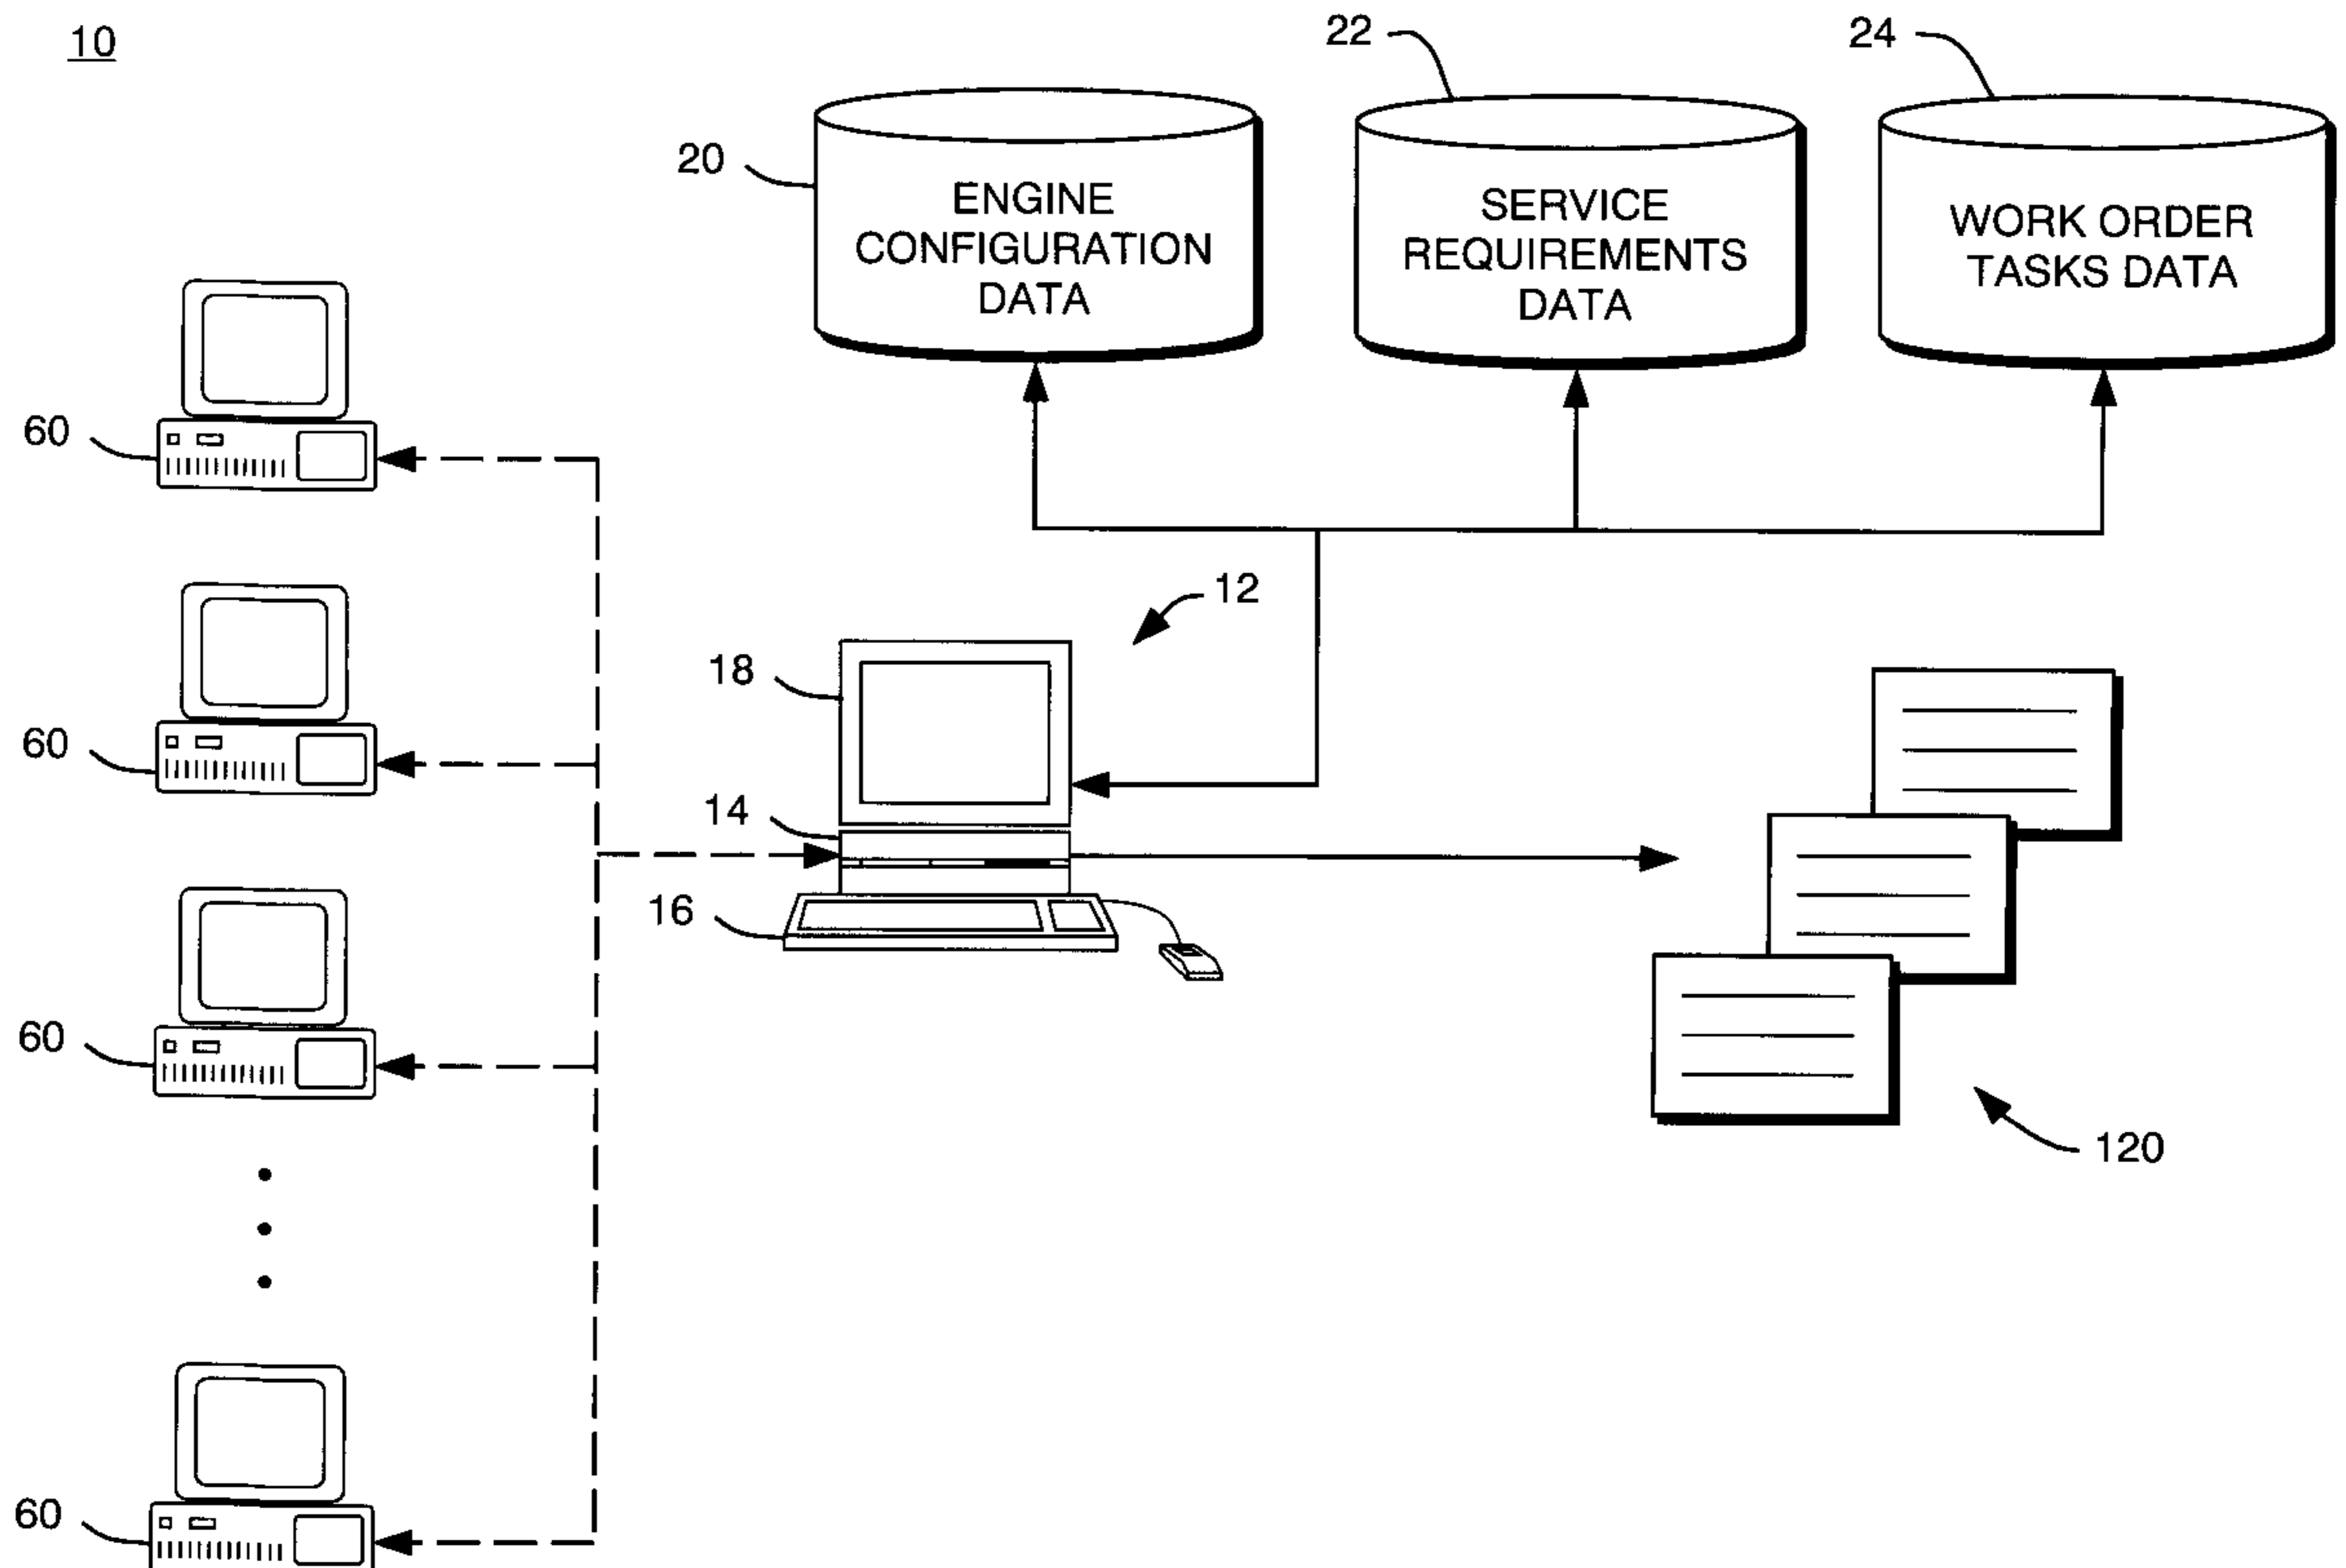 10
22
24
20
ENGINE
CONFIGURATION
DATA
SERVICE
REQUIREMENTS
DATA
WORK ORDER
TASKS DATA
60
12
18
60
14
16
60
120
60